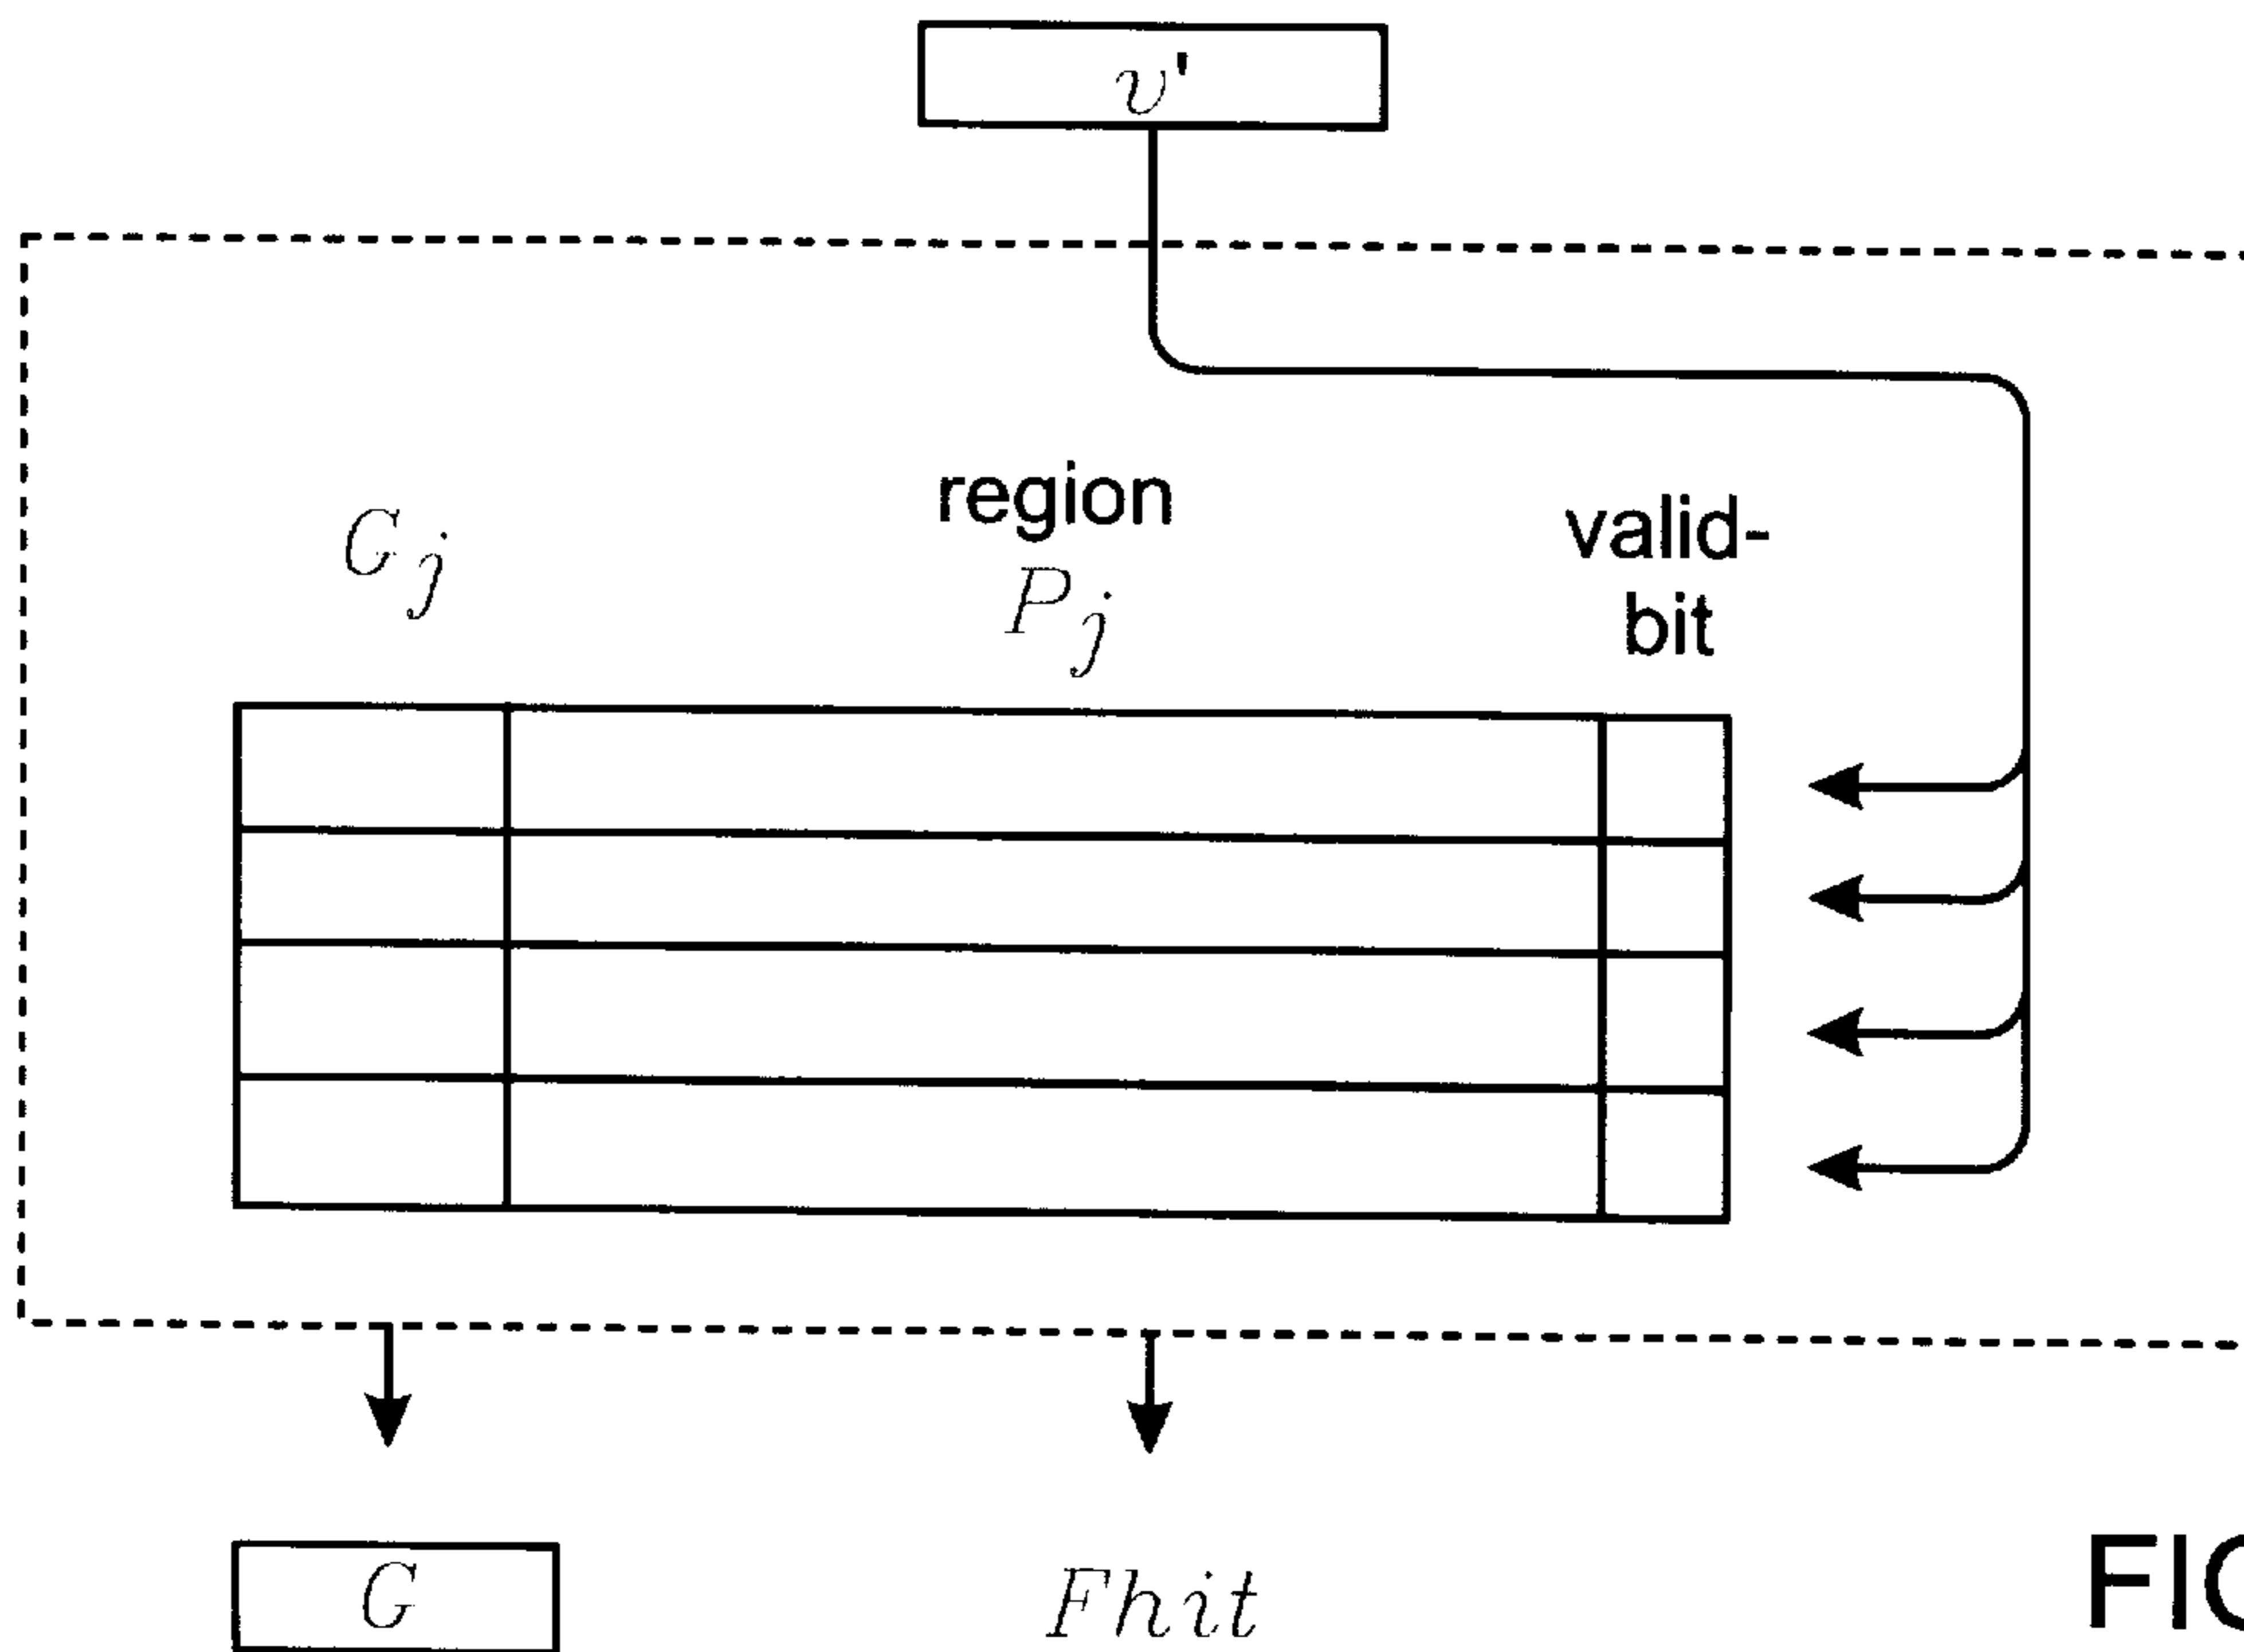 v'
region
G_j
P_j
valid-
bit
G
Fhit